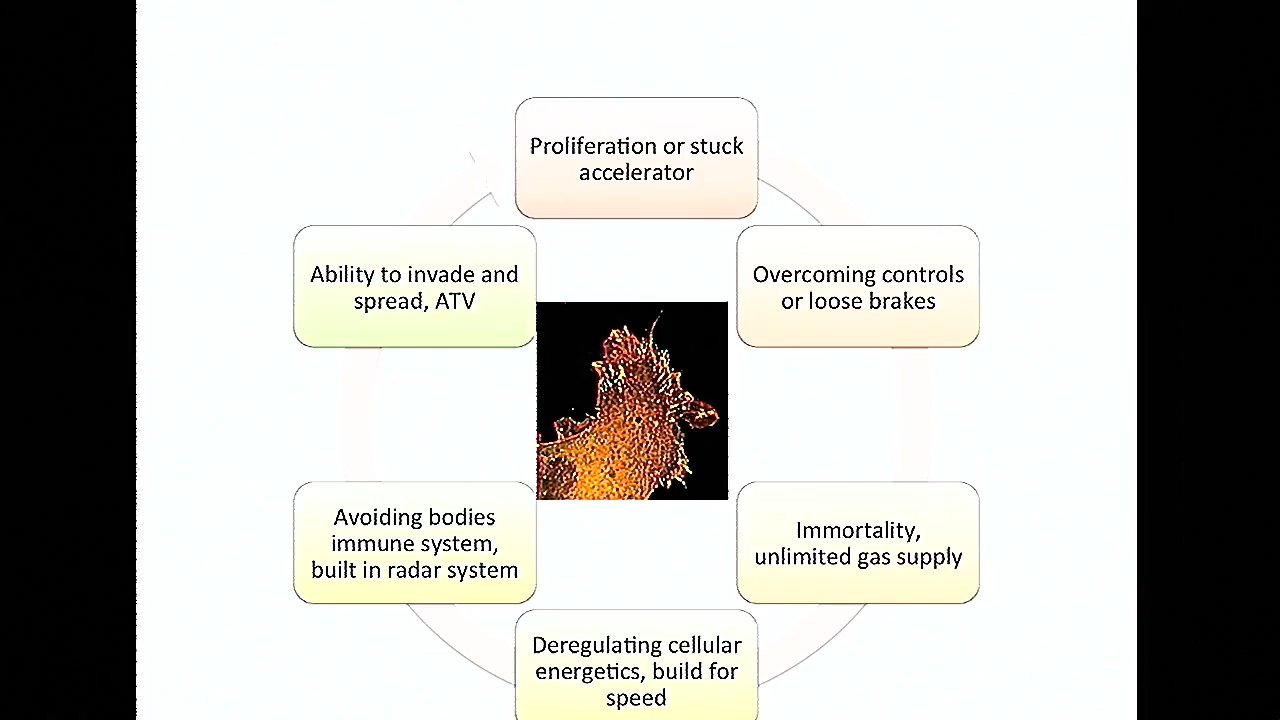 Proliferation or stuck
accelerator
Overcoming controls
or loose brakes
Immortality,
unlimited gas supply
Deregulating cellular
energetics, build for
speed
Avoiding bodies
immune system,
built in radar system
Ability to invade and
spread, ATV